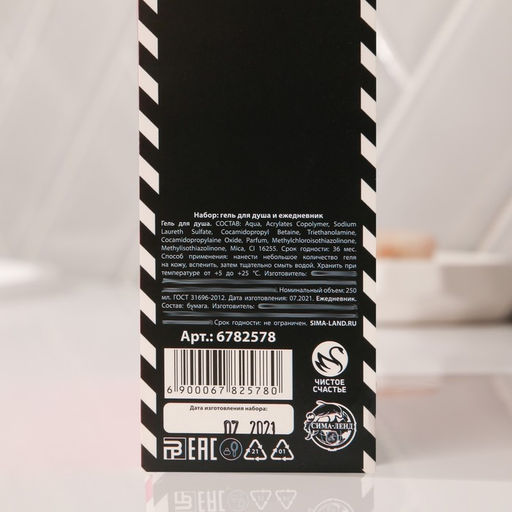 Набор: гель для душа и ежедневник
Гель для душа. СОСТАВ: Aqua, Acrylates Copolymer, Sodium
Laureth Sulfate, Cocamidopropyl Betaine, Triethanolamine,
Cocamidopropylaine Oxide, Parfum, Methylchloroisothiazolinone,
Methylisothiazolinone, Mica, CI 16255. Срок годности: 36 мес.
Способ применения: нанести небольшое количество геля
на кожу, вспенить, затем тщательно смыть водой. Хранить при
температуре от +5 до +25 °C. Изготовитель:
Номинальный объем: 250
мл. ГОСТ 31696-2012. Дата изготовления: 07.2021. Ежедневник.
Состав: бумага. Изготовитель:
Срок годности: не ограничен. SIMA-LAND.RU
Арт.: 6782578
6 900067 825780
ЧИСТОЕ
СЧАСТЬЕ
Дата изготовления набора:
07 2021
СИМА-ЛЕНД
EAC
21
01